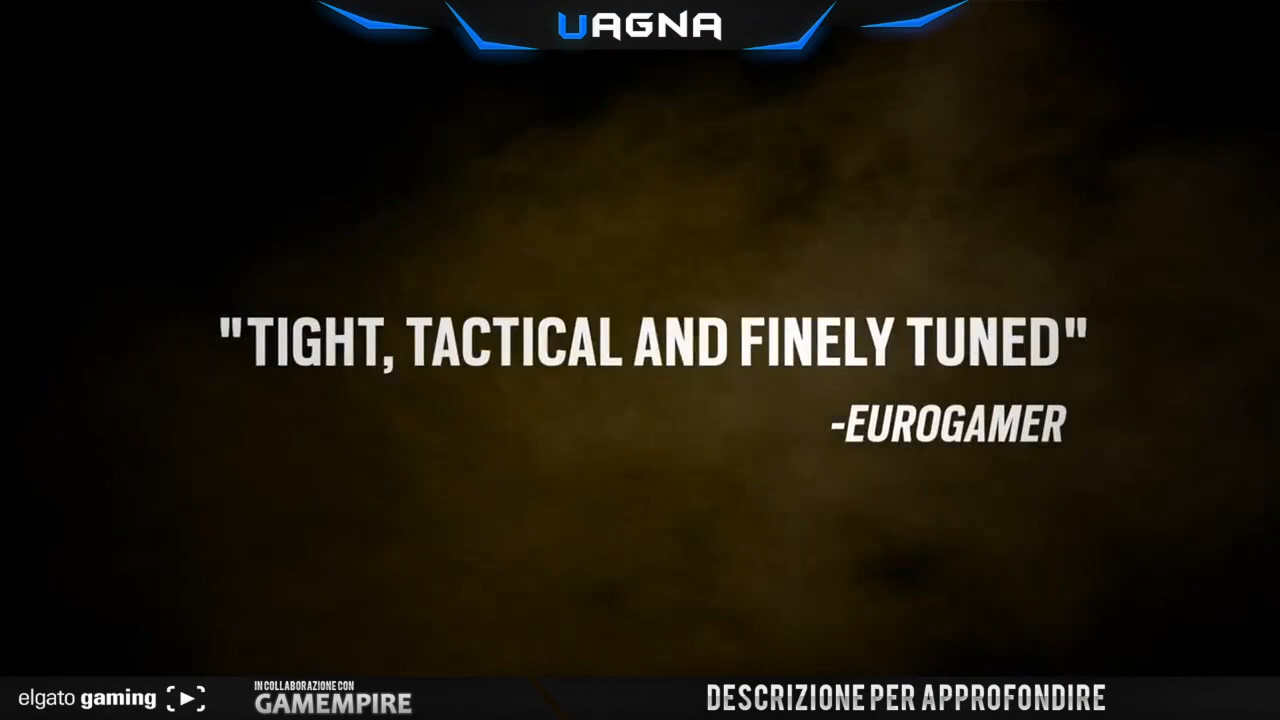 UAGNA
"TIGHT, TACTICAL AND FINELY TUNED"
-EUROGAMER
elgato gaming
IN COLLABORAZIONE CON
GAMEMPIRE
DESCRIZIONE PER APPROFONDIRE